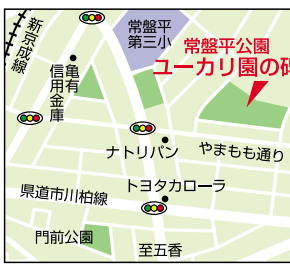 新京成線
常盤平
第三小
亀有
信用金庫
常盤平公園
ユーカリ園の碑
ナトリパン
やまもも通り
県道市川柏線
トヨタカローラ
門前公園
至五香